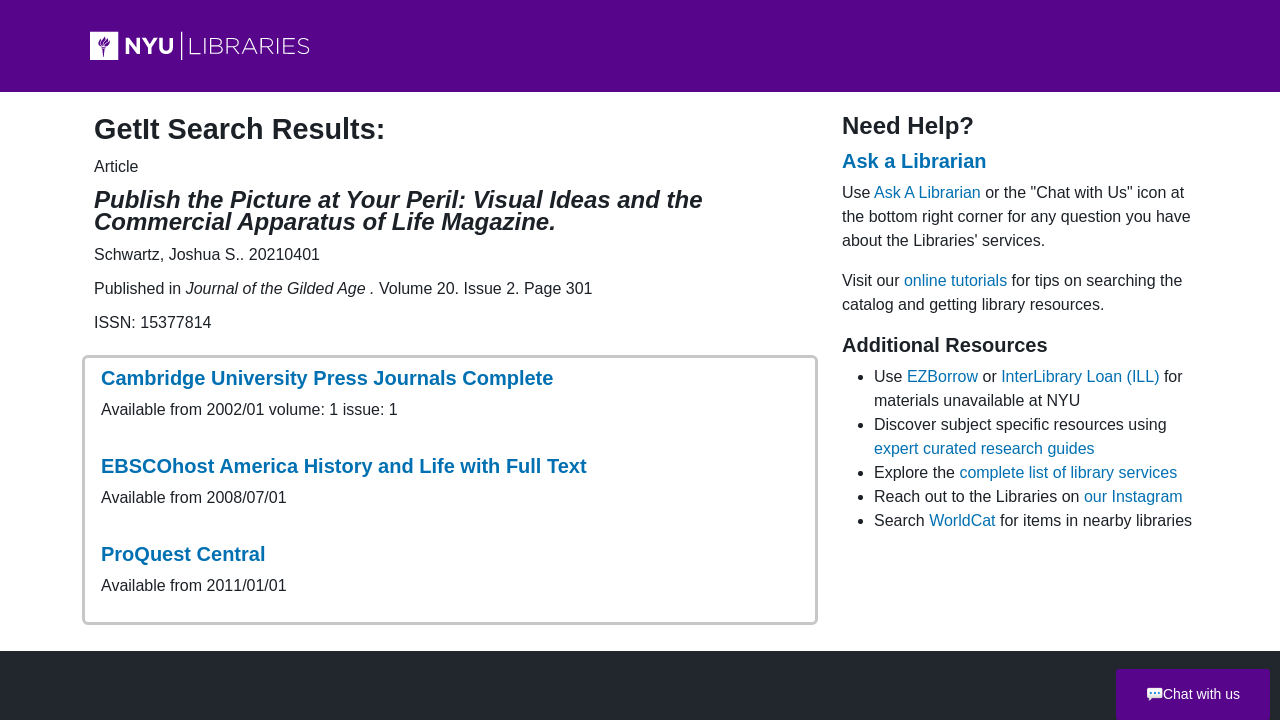 NYU LIBRARIES
GetIt Search Results:
Article
Publish the Picture at Your Peril: Visual Ideas and the
Commercial Apparatus of Life Magazine.
Schwartz, Joshua S.. 20210401
Published in Journal of the Gilded Age . Volume 20. Issue 2. Page 301
ISSN: 15377814
Cambridge University Press Journals Complete
Available from 2002/01 volume: 1 issue: 1
EBSCOhost America History and Life with Full Text
Available from 2008/07/01
ProQuest Central
Available from 2011/01/01
Need Help?
Ask a Librarian
Use Ask A Librarian or the "Chat with Us" icon at
the bottom right corner for any question you have
about the Libraries' services.
Visit our online tutorials for tips on searching the
catalog and getting library resources.
Additional Resources
Use EZBorrow or InterLibrary Loan (ILL) for
materials unavailable at NYU
Discover subject specific resources using
expert curated research guides
Explore the complete list of library services
Reach out to the Libraries on our Instagram
Search WorldCat for items in nearby libraries
Chat with us